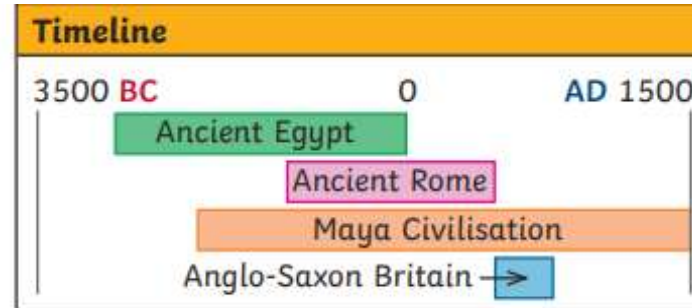 Timeline
3500 BC 0 AD 1500
Ancient Egypt
Ancient Rome
Maya Civilisation
Anglo-Saxon Britain